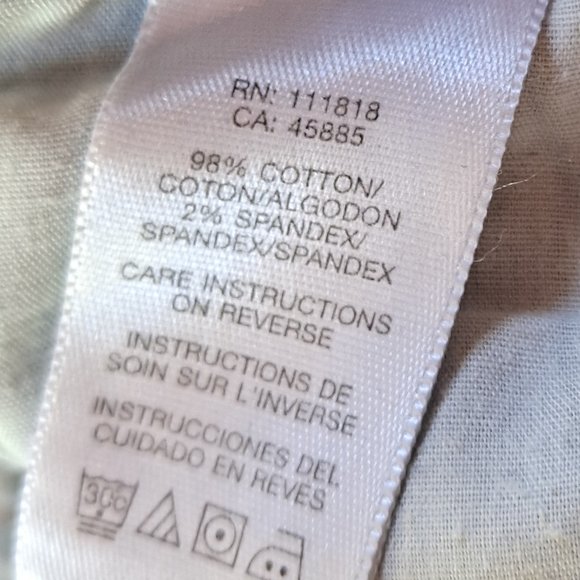 RN: 111818
CA: 45885
98% COTTON/
COTON/ALGODON
2% SPANDEX/
SPANDEX/SPANDEX
CARE INSTRUCTIONS
ON REVERSE
INSTRUCTIONS DE
SOIN SUR L'INVERSE
INSTRUCCIONES DEL
CUIDADO EN REVES
30C